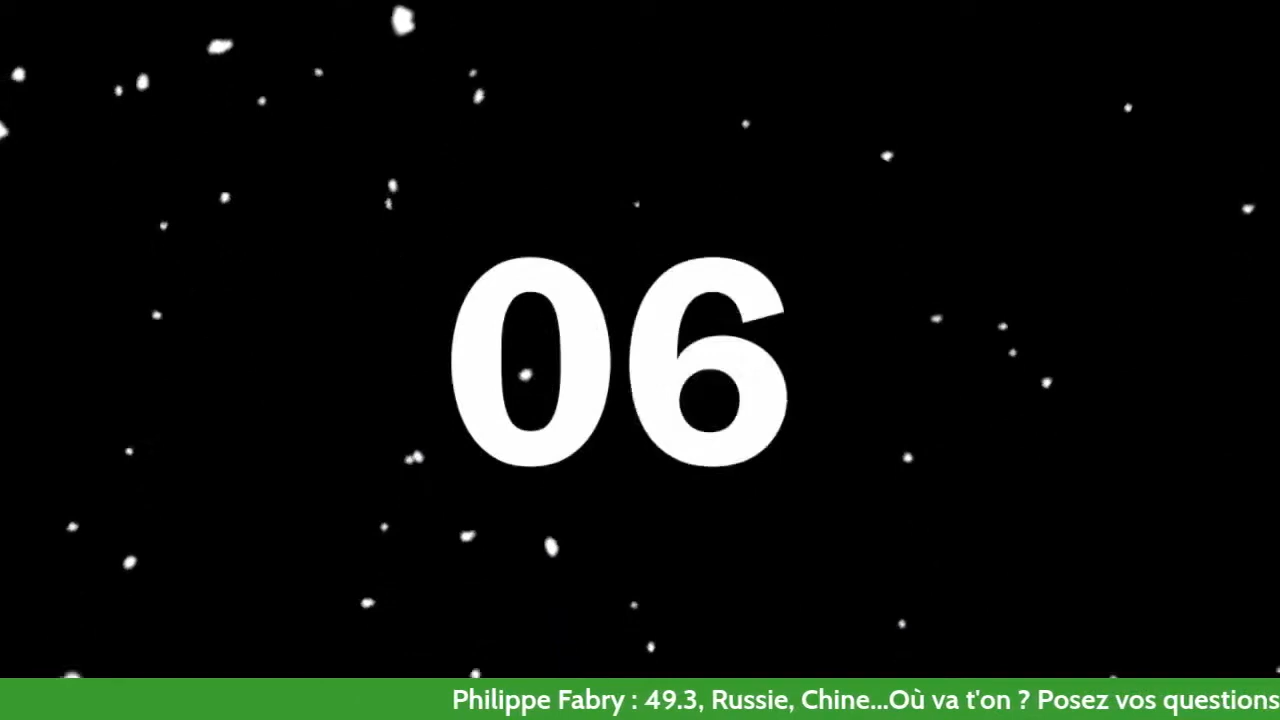 06
Philippe Fabry : 49.3, Russie, Chine...Où va t'on ? Posez vos questions